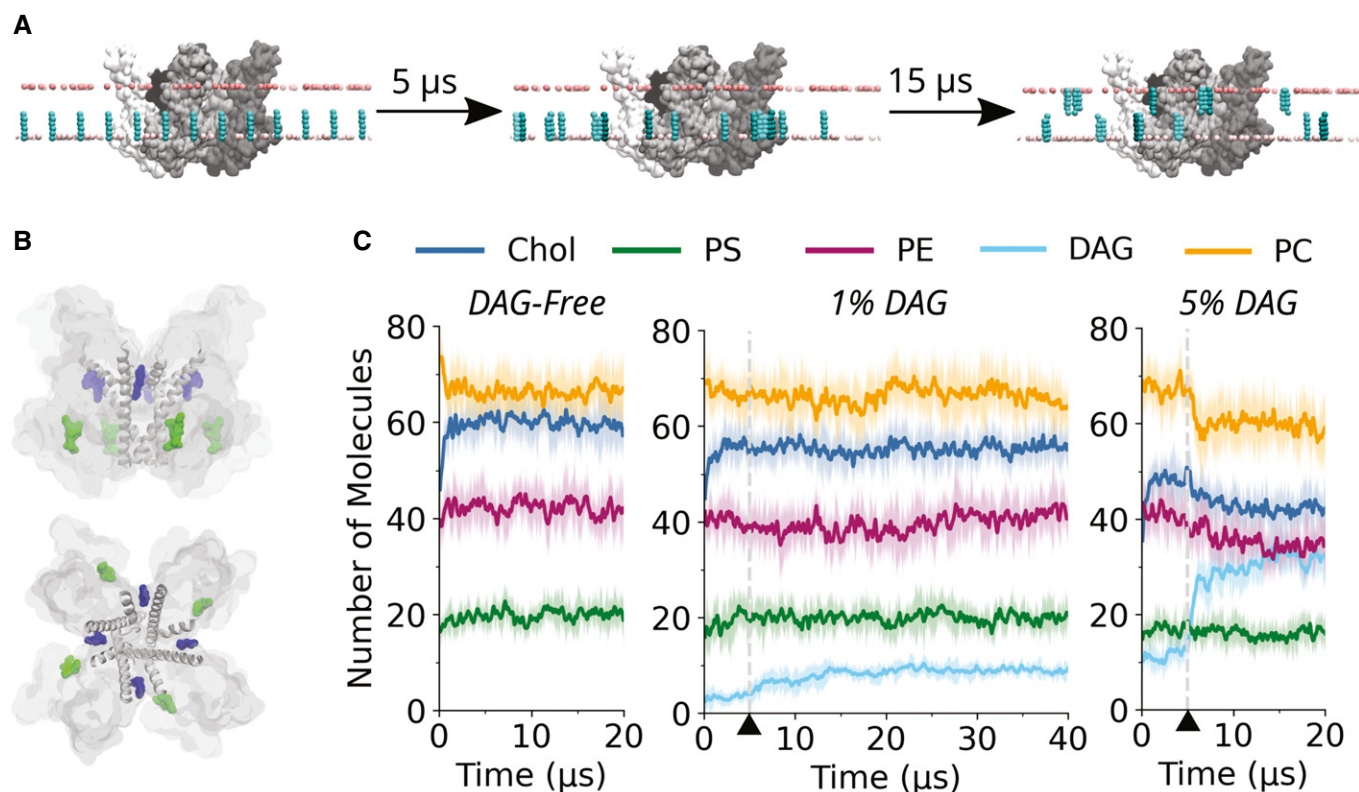 A
5 μs
15 μs
B
C
Chol PS PE DAG PC
DAG-Free 1% DAG 5% DAG
Number of Molecules
80 80 80
60 60 60
40 40 40
20 20 20
0 0 0
0 10 20 0 10 20 30 40 0 10 20
Time (μs) Time (μs) Time (μs)